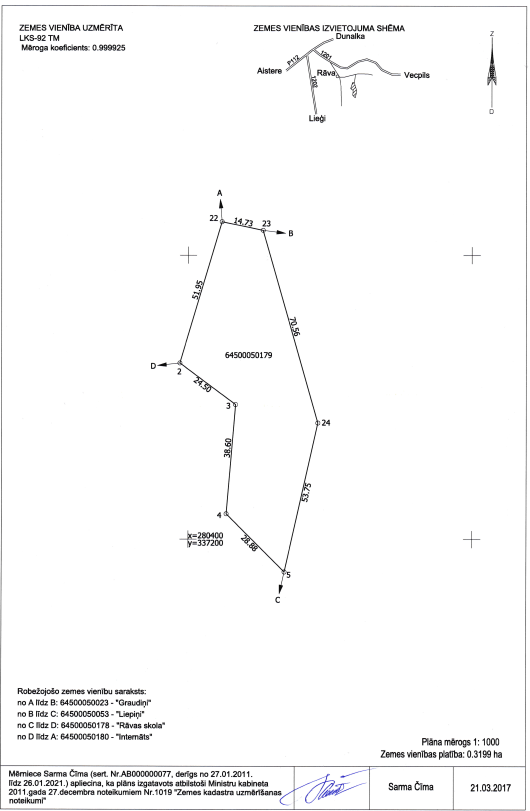 ZEMES VIENĪBA UZMĒRĪTA
LKS-92 TM
Mēroga koeficients: 0.999925
ZEMES VIENĪBAS IZVIETOJUMA SHĒMA
Dunalka
P112
1201
Aistere
Rāva
Vecpils
1202
Lieģi
Z
D
A
22
14.73
23
B
51.95
70.56
64500050179
D
2
24.50
3
24
38.60
53.75
4
x=280400
y=337200
28.88
5
C
Robežojošo zemes vienību saraksts:
no A līdz B: 64500050023 - "Graudiņi"
no B līdz C: 64500050053 - "Liepiņi"
no C līdz D: 64500050178 - "Rāvas skola"
no D līdz A: 64500050180 - "Internāts"
Plāna mērogs 1: 1000
Zemes vienības platība: 0.3199 ha
Mērniece Sarma Čīma (sert. Nr.AB000000077, derīgs no 27.01.2011.
līdz 26.01.2021.) apliecina, ka plāns izgatavots atbilstoši Ministru kabineta
2011.gada 27.decembra noteikumiem Nr.1019 "Zemes kadastra uzmērīšanas
noteikumi"
Sarma Čīma
21.03.2017